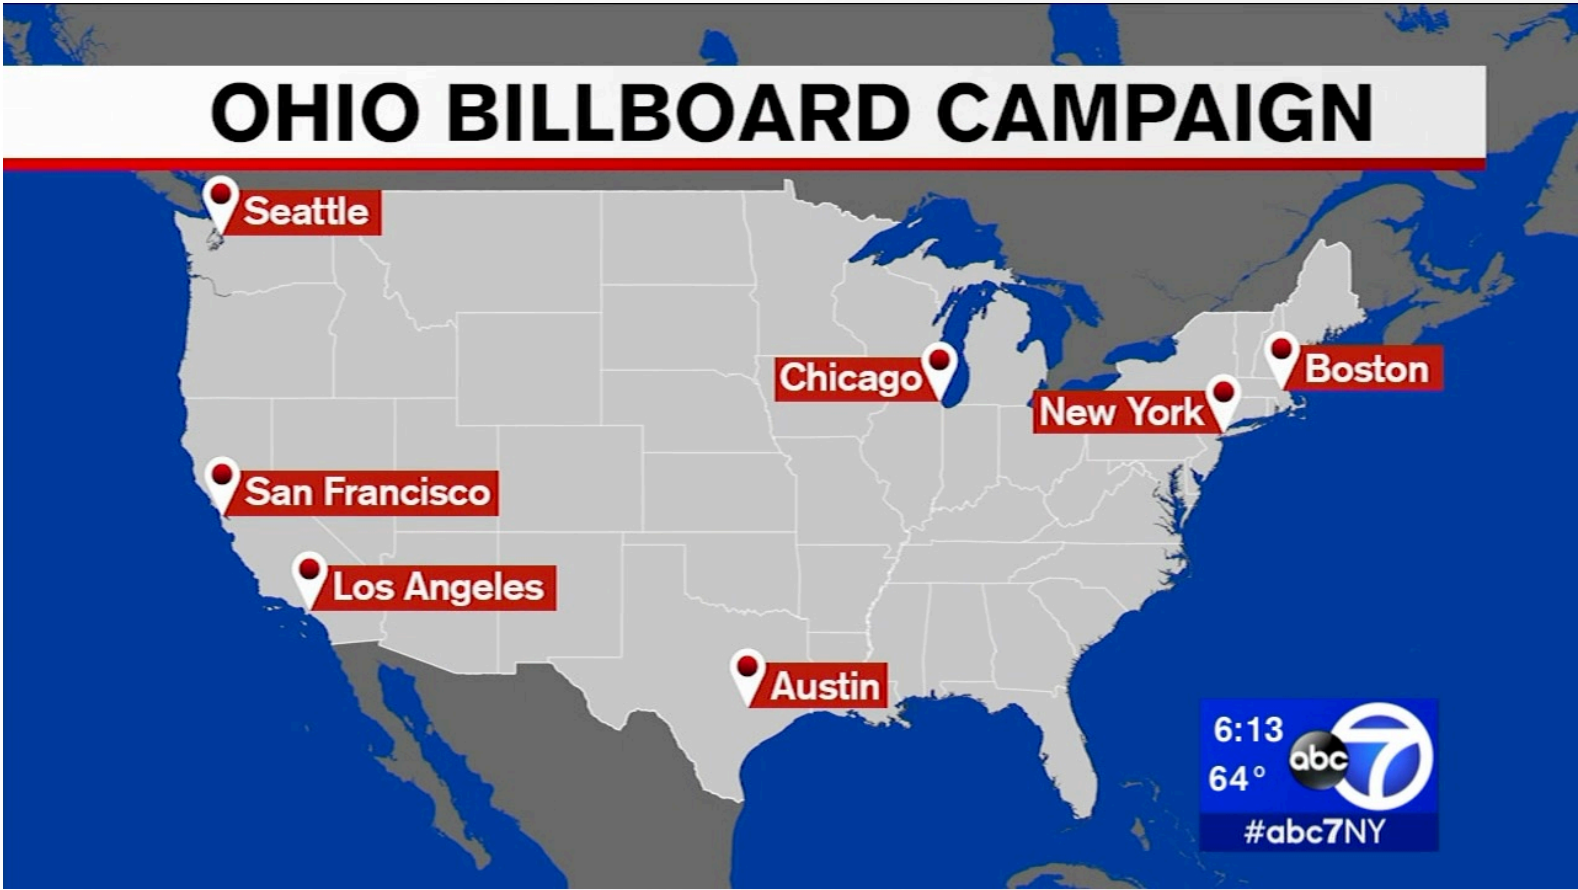 OHIO BILLBOARD CAMPAIGN
Seattle
Chicago
Boston
New York
San Francisco
Los Angeles
Austin
6:13
64°
abc 7
#abc7NY